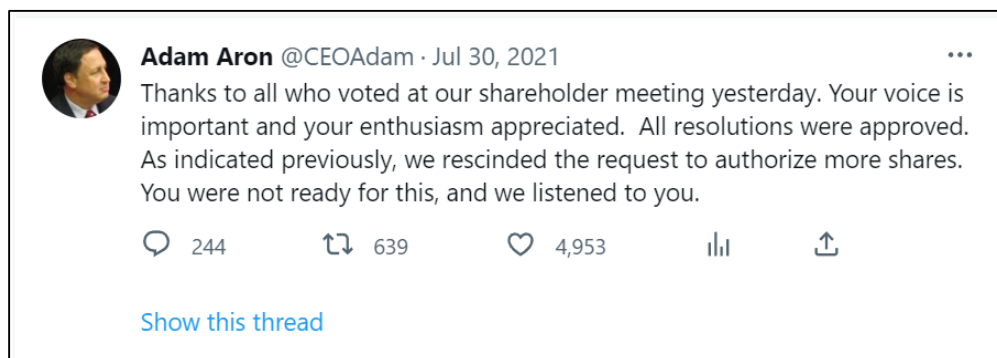 Adam Aron @CEOAdam · Jul 30, 2021
Thanks to all who voted at our shareholder meeting yesterday. Your voice is
important and your enthusiasm appreciated.  All resolutions were approved.
As indicated previously, we rescinded the request to authorize more shares.
You were not ready for this, and we listened to you.
244 639 4,953
Show this thread